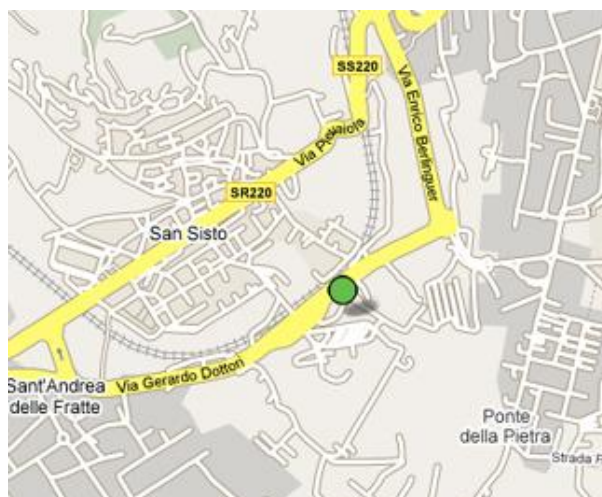 SS220
Via Enrico Berlinguer
Via Pievaiola
SR220
San Sisto
Via Gerardo Dottori
Sant'Andrea
delle Fratte
Ponte
della Pietra
Strada